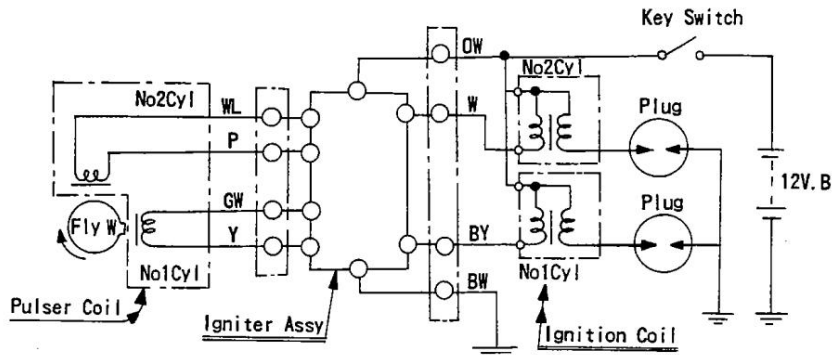 Key Switch
OW
No2Cyl
No2Cyl
WL
W
Plug
P
12V.B
GW
Plug
Fly W
Y
BY
No1Cyl
BW
No1Cyl
Pulser Coil
Igniter Assy
Ignition Coil